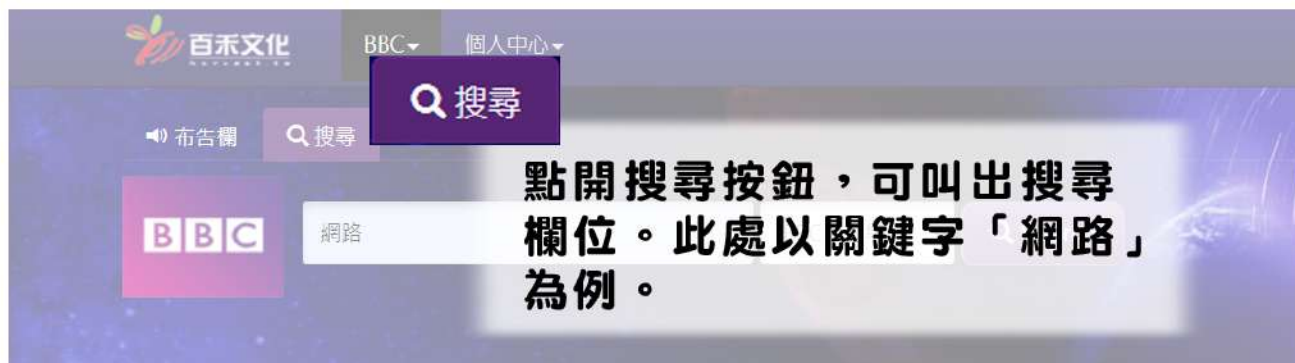 百禾文化 BBC 個人中心
搜尋
布告欄 搜尋
點開搜尋按鈕，可叫出搜尋
BBC 網路
欄位。此處以關鍵字「網路」
為例。